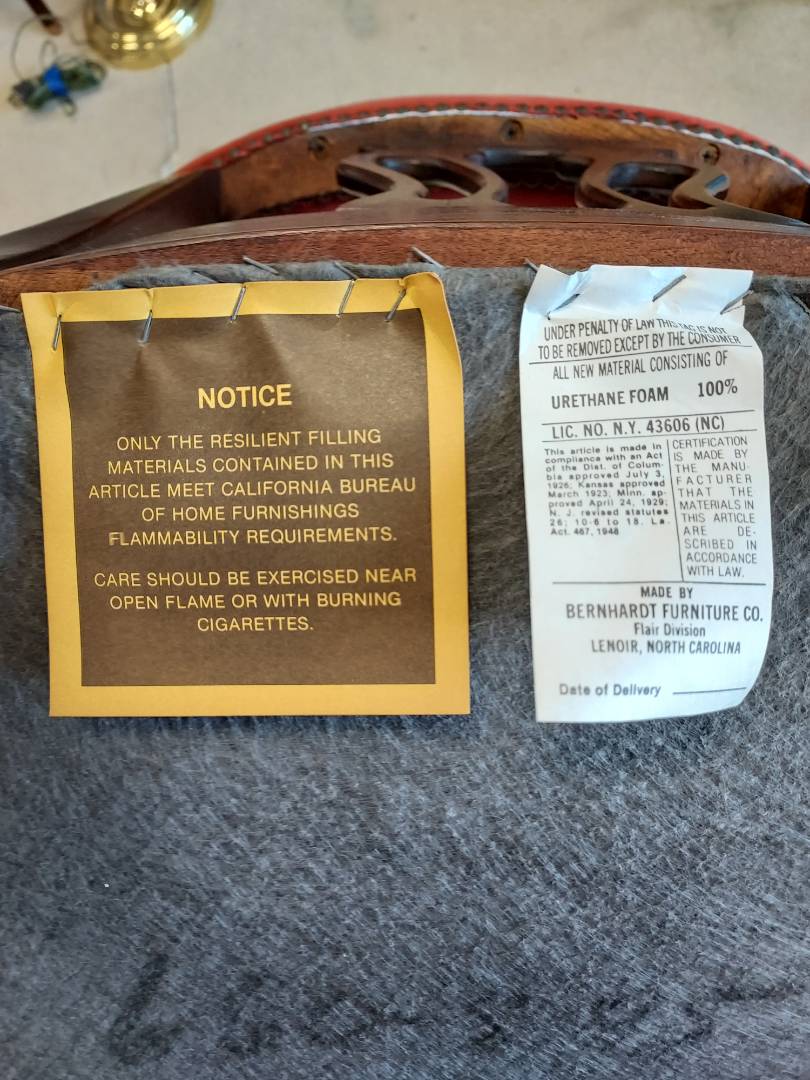 NOTICE
ONLY THE RESILIENT FILLING
MATERIALS CONTAINED IN THIS
ARTICLE MEET CALIFORNIA BUREAU
OF HOME FURNISHINGS
FLAMMABILITY REQUIREMENTS.
CARE SHOULD BE EXERCISED NEAR
OPEN FLAME OR WITH BURNING
CIGARETTES.
UNDER PENALTY OF LAW THIS TAG IS NOT
TO BE REMOVED EXCEPT BY THE CONSUMER
ALL NEW MATERIAL CONSISTING OF
URETHANE FOAM 100%
LIC. NO. N.Y. 43606 (NC)
This article is made in
compliance with an Act
of the Dist. of Colum-
bia approved July 3,
1926; Kansas approved
March 1923; Minn. ap-
proved April 24, 1929;
N. J. revised statutes
26: 10-6 to 18. La.
Act. 467, 1948
CERTIFICATION
IS MADE BY
THE MANU-
FACTURER
THAT THE
MATERIALS IN
THIS ARTICLE
ARE DE-
SCRIBED IN
ACCORDANCE
WITH LAW.
MADE BY
BERNHARDT FURNITURE CO.
Flair Division
LENOIR, NORTH CAROLINA
Date of Delivery